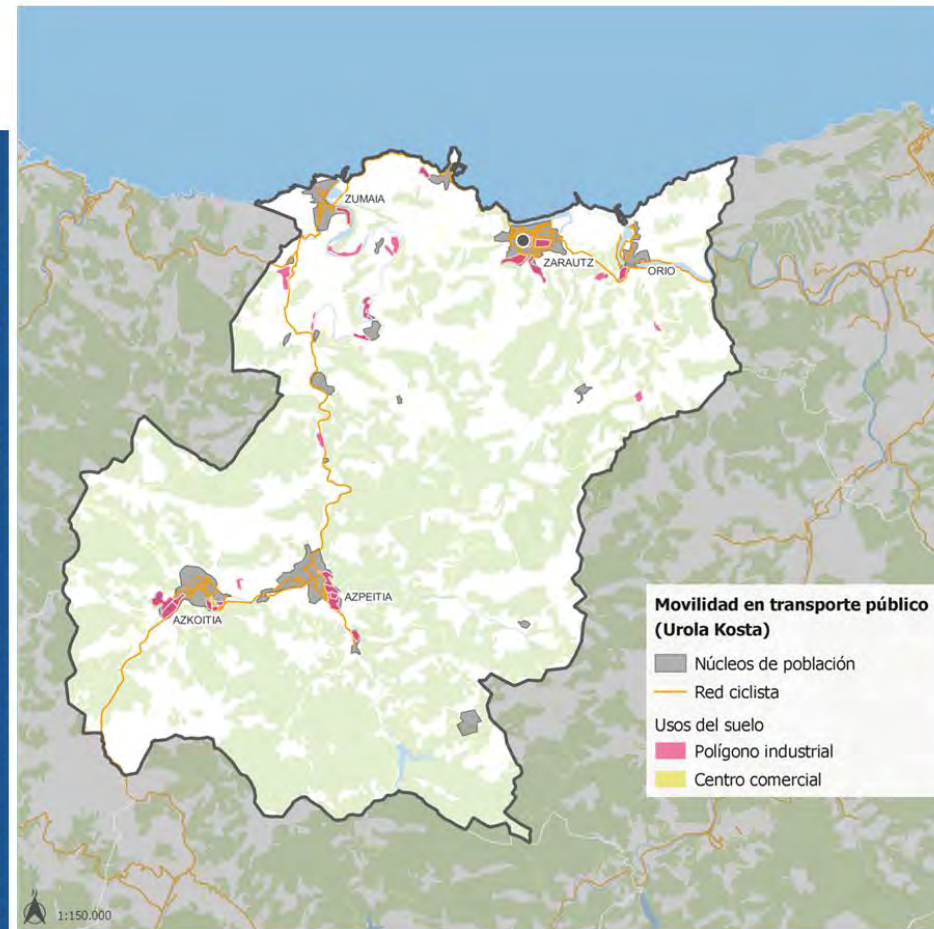 ZUMAIA
ZARAUTZ
ORIO
AZPEITIA
AZKOITIA
Movilidad en transporte público
(Urola Kosta)
Núcleos de población
Red ciclista
Usos del suelo
Polígono industrial
Centro comercial
1:150.000